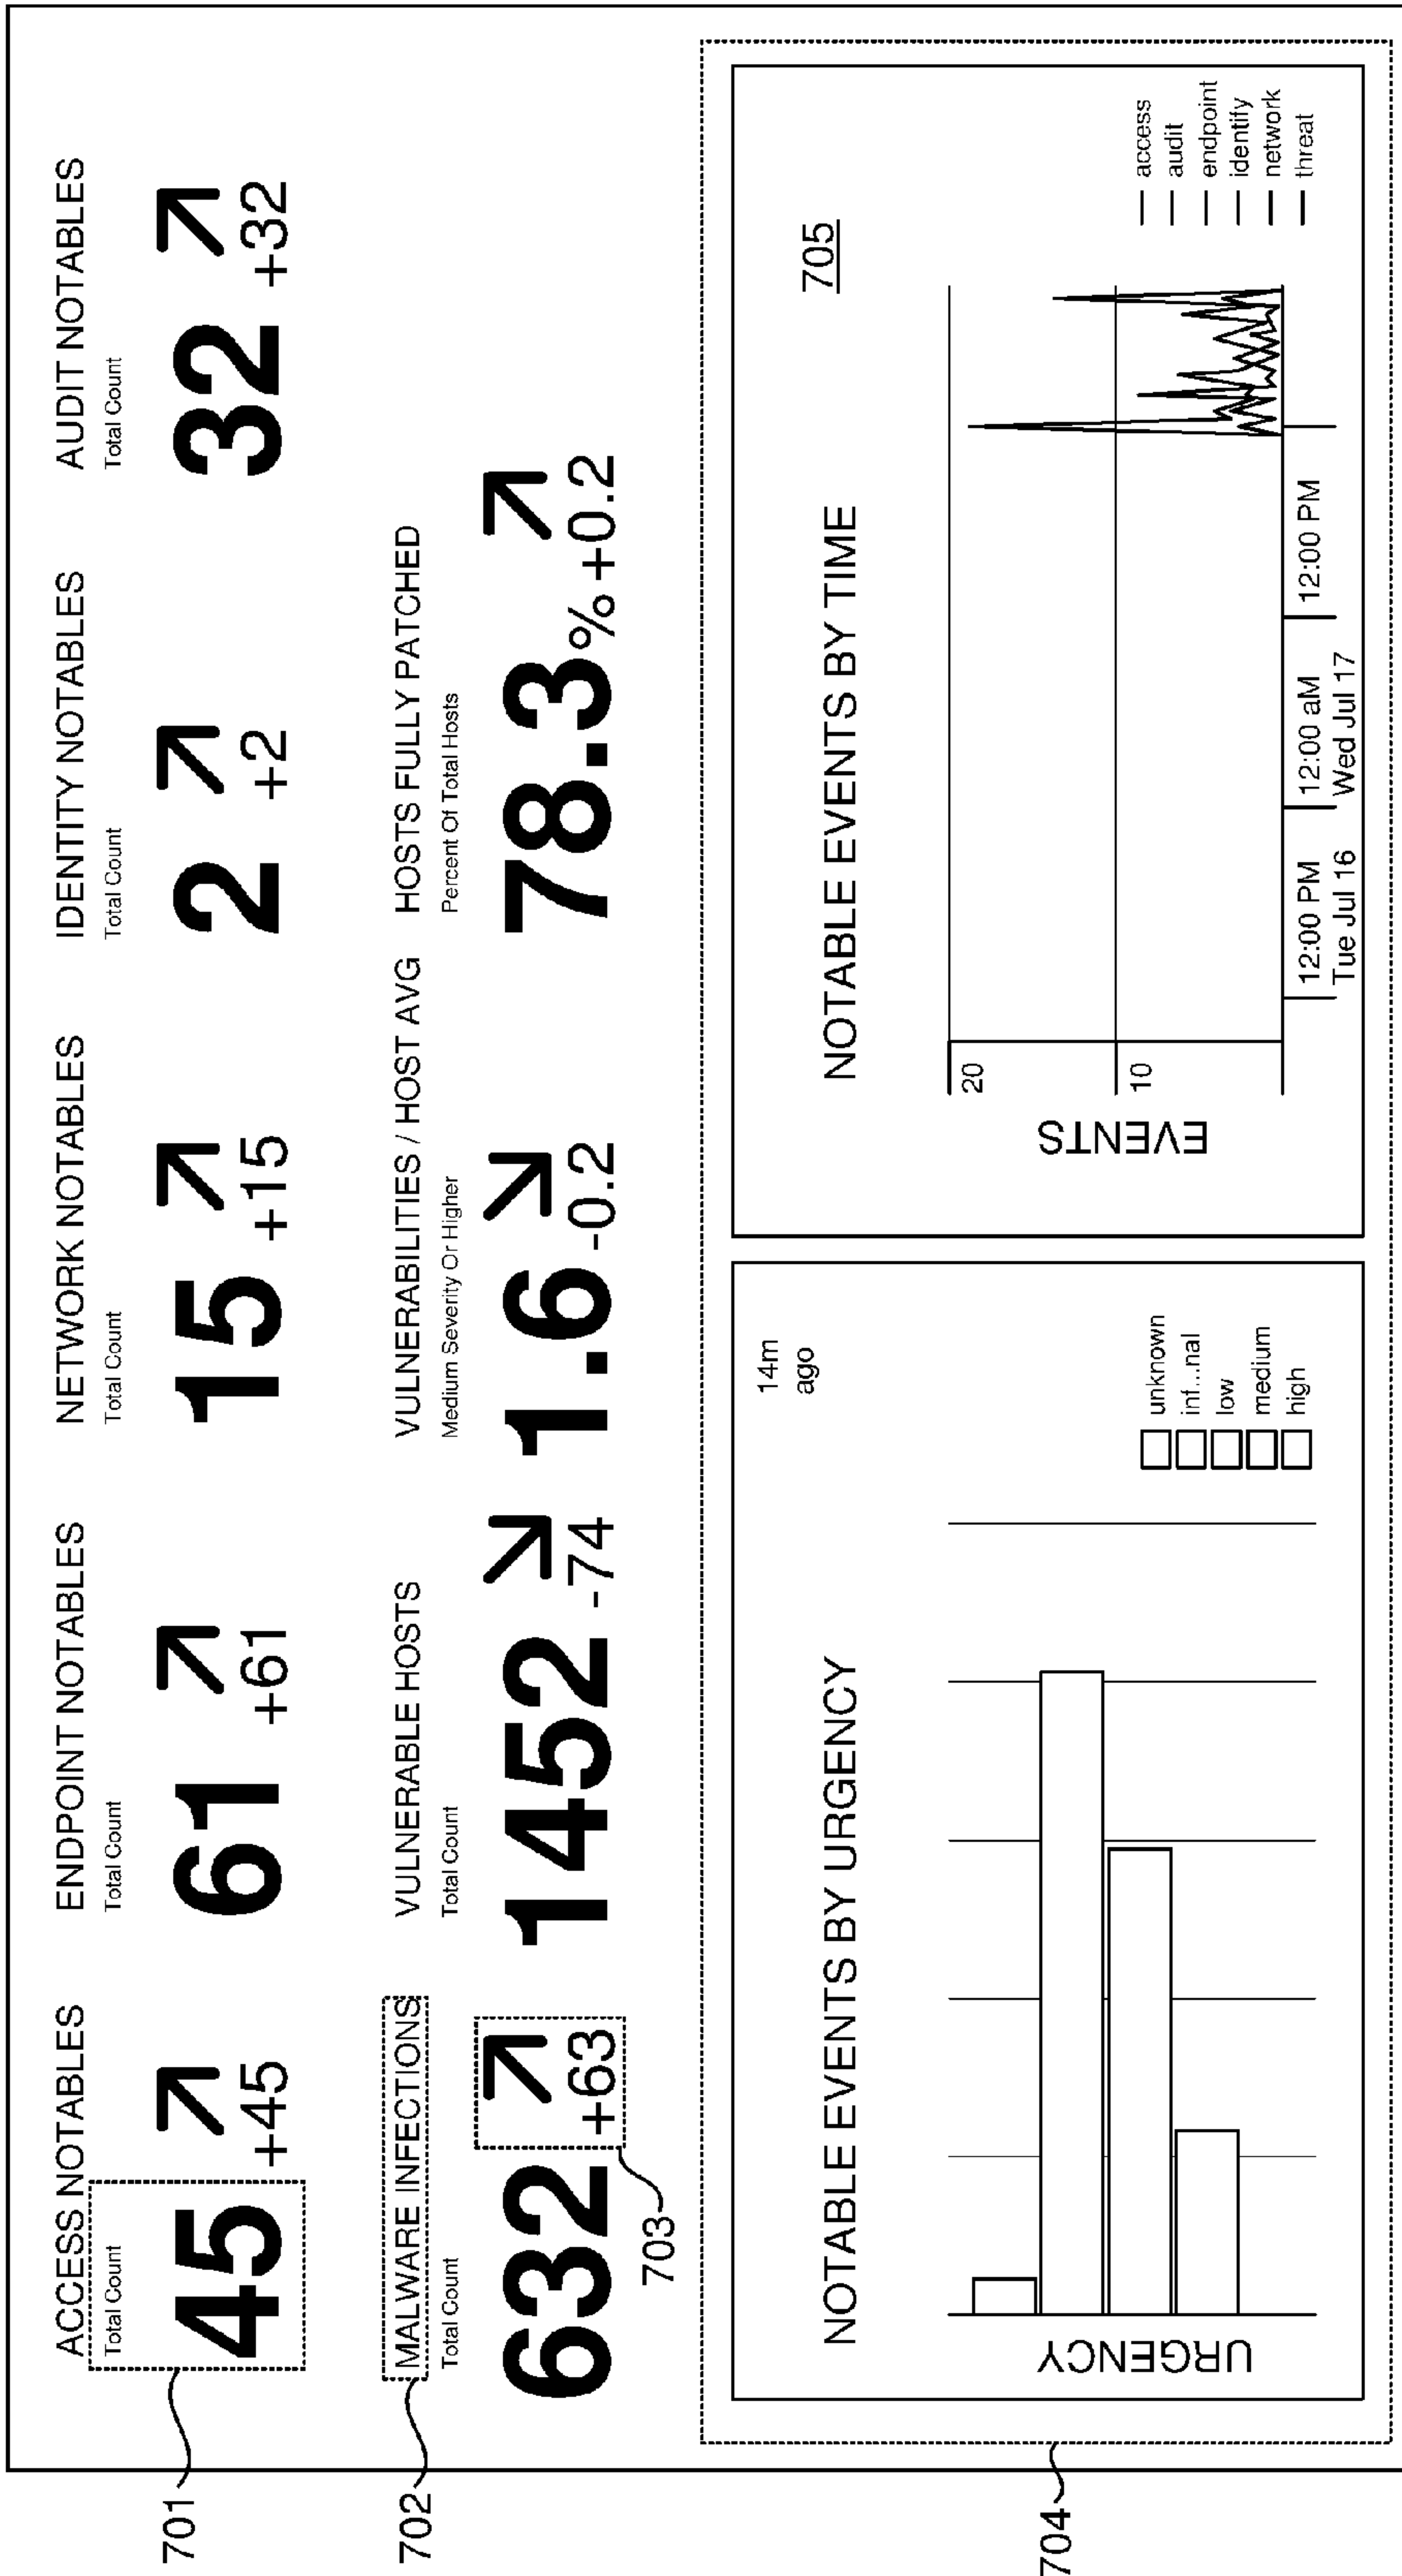 ACCESS NOTABLES
Total Count
45 +45
ENDPOINT NOTABLES
Total Count
61 +61
NETWORK NOTABLES
Total Count
15 +15
IDENTITY NOTABLES
Total Count
2 +2
AUDIT NOTABLES
Total Count
32 +32
701
MALWARE INFECTIONS
Total Count
632 +63
VULNERABLE HOSTS
Total Count
1452 -74
VULNERABILITIES / HOST AVG
Medium Severity Or Higher
1.6 -0.2
HOSTS FULLY PATCHED
Percent Of Total Hosts
78.3% +0.2
702
703
704
NOTABLE EVENTS BY URGENCY
14m
ago
URGENCY
unknown
inf...nal
low
medium
high
NOTABLE EVENTS BY TIME
705
EVENTS
20
10
12:00 PM
Tue Jul 16
12:00 aM
Wed Jul 17
12:00 PM
access
audit
endpoint
identify
network
threat